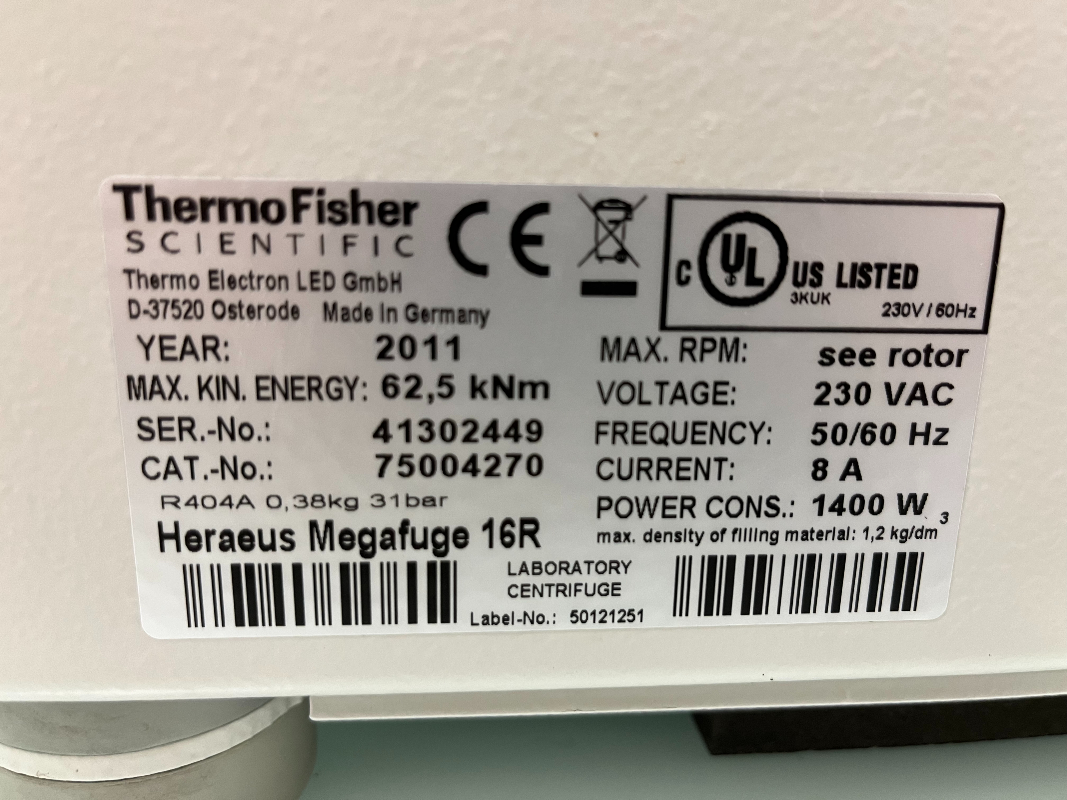 ThermoFisher
SCIENTIFIC
CE
Thermo Electron LED GmbH
D-37520 Osterode Made in Germany
C UL US LISTED
3KUK
230V / 60Hz
YEAR: 2011
MAX. KIN. ENERGY: 62,5 kNm
SER.-No.: 41302449
CAT.-No.: 75004270
R404A 0,38kg 31bar
Heraeus Megafuge 16R
MAX. RPM: see rotor
VOLTAGE: 230 VAC
FREQUENCY: 50/60 Hz
CURRENT: 8 A
POWER CONS.: 1400 W
max. density of filling material: 1,2 kg/dm³
LABORATORY
CENTRIFUGE
Label-No.: 50121251